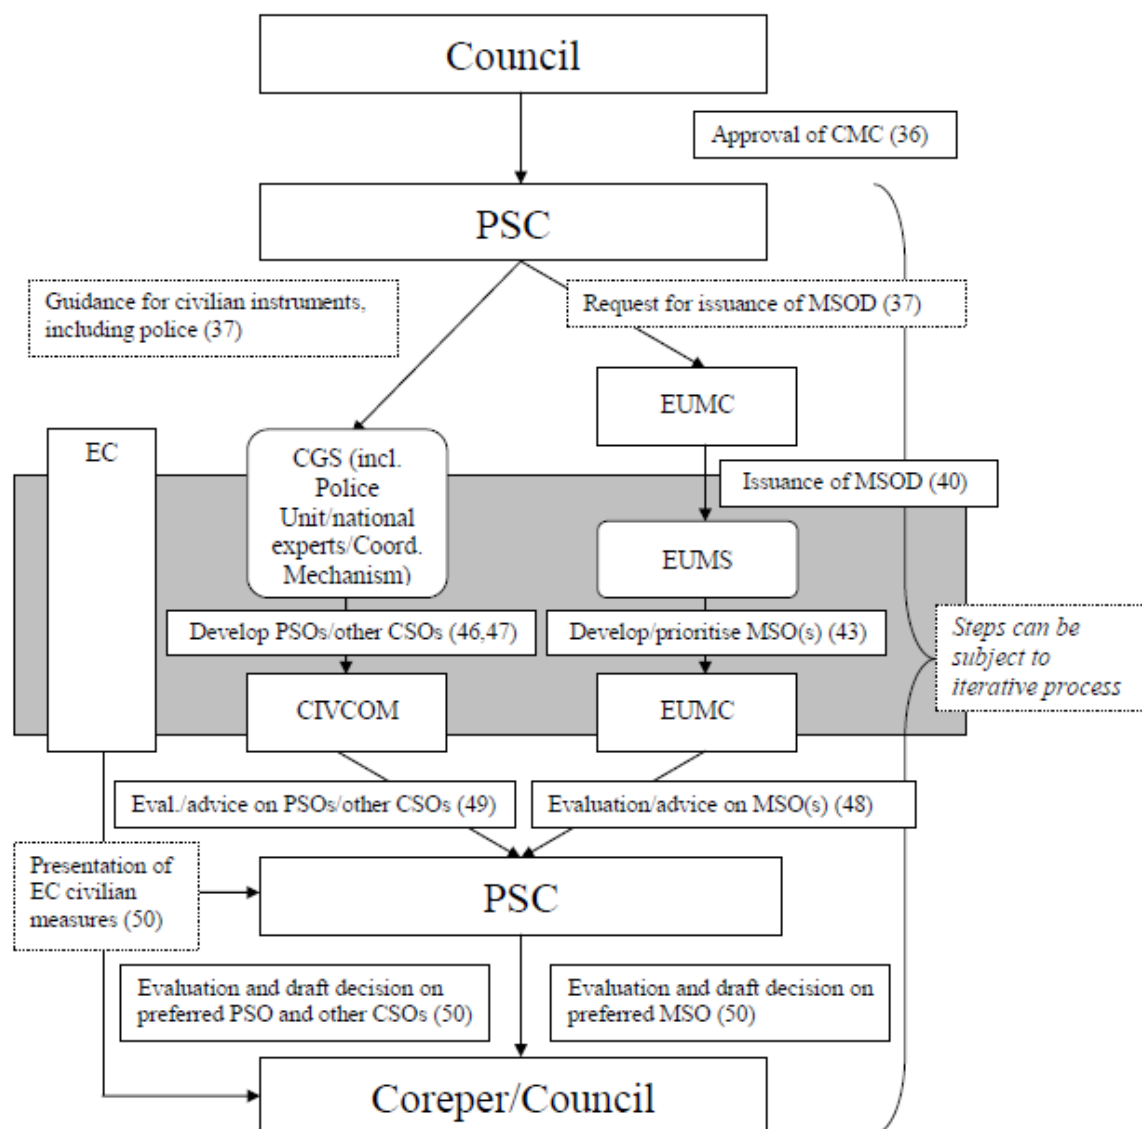 Council
Approval of CMC (36)
PSC
Guidance for civilian instruments,
including police (37)
Request for issuance of MSOD (37)
EUMC
EC
CGS (incl.
Police
Unit/national
experts/Coord.
Mechanism)
Issuance of MSOD (40)
EUMS
Develop PSOs/other CSOs (46,47)
Develop/prioritise MSO(s) (43)
Steps can be
subject to
iterative process
CIVCOM
EUMC
Eval./advice on PSOs/other CSOs (49)
Evaluation/advice on MSO(s) (48)
Presentation of
EC civilian
measures (50)
PSC
Evaluation and draft decision on
preferred PSO and other CSOs (50)
Evaluation and draft decision on
preferred MSO (50)
Coreper/Council